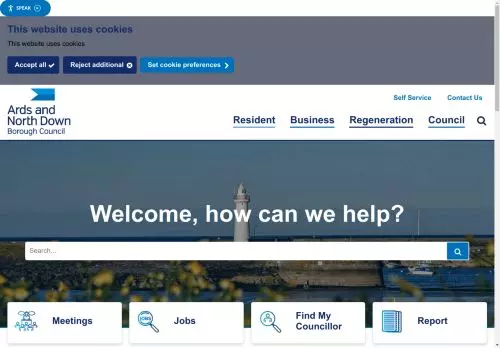 SPEAK
This website uses cookies
This website uses cookies
Accept all
Reject additional
Set cookie preferences
Ards and
North Down
Borough Council
Self Service
Contact Us
Resident
Business
Regeneration
Council
Welcome, how can we help?
Search...
Meetings
JOBS
Jobs
Find My
Councillor
Report